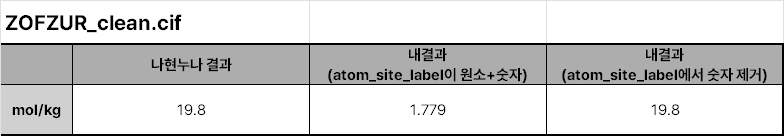 ZOFZUR_clean.cif
나현누나 결과
내결과
(atom_site_label이 원소+숫자)
내결과
(atom_site_label에서 숫자 제거)
mol/kg
19.8
1.779
19.8